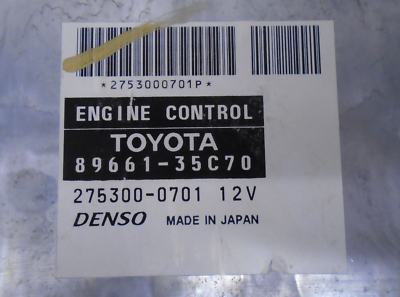 *2753000701P*
ENGINE CONTROL
TOYOTA
89661-35C70
275300-0701 12V
DENSO MADE IN JAPAN